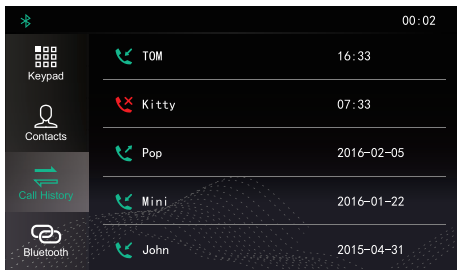 00:02
Keypad
Contacts
Call History
Bluetooth
TOM 16:33
Kitty 07:33
Pop 2016-02-05
Mini 2016-01-22
John 2015-04-31